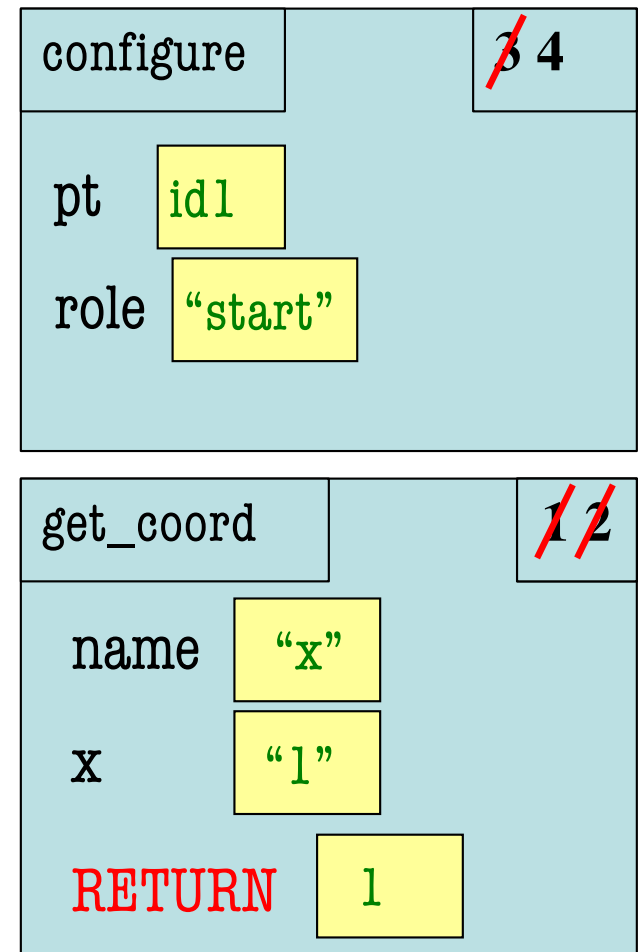 configure 3 4
pt id1
role “start”
get_coord 1 2
name “x”
x “1”
RETURN 1